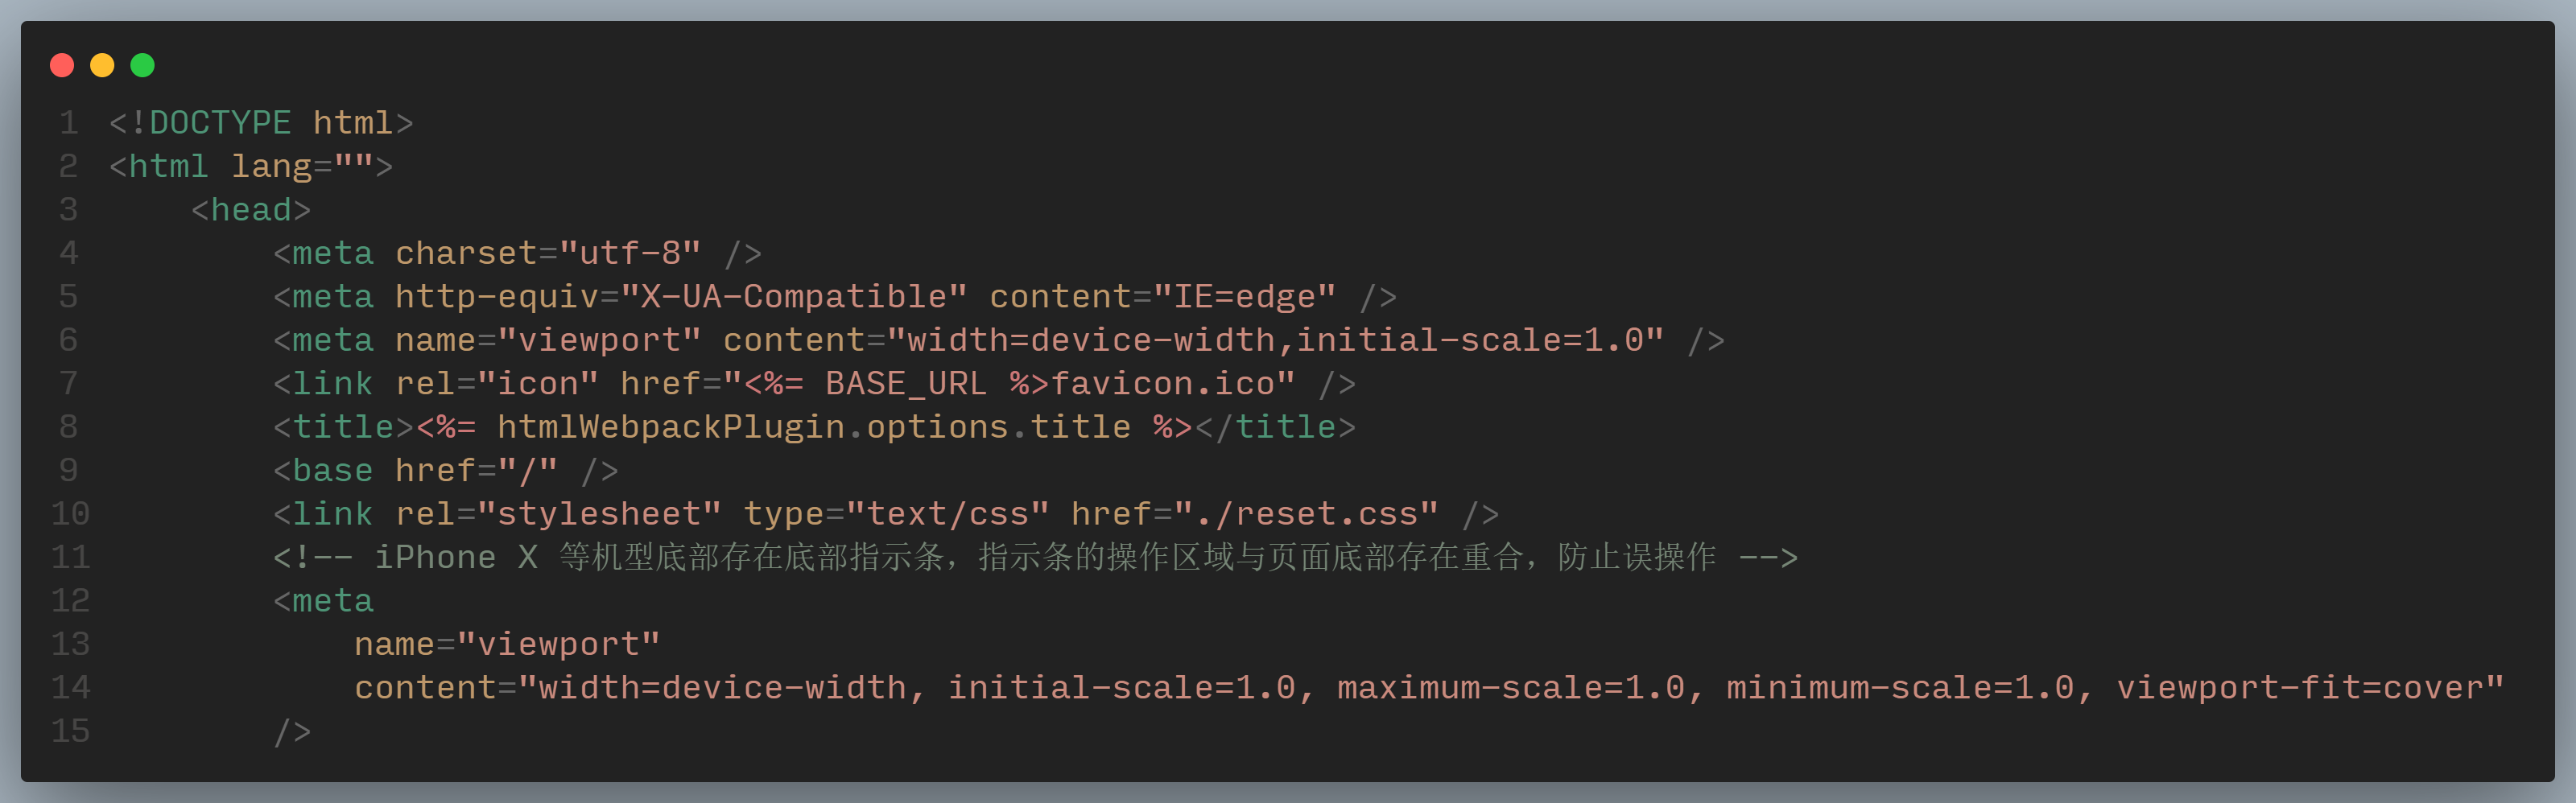 1 <!DOCTYPE html>
2 <html lang="">
3     <head>
4         <meta charset="utf-8" />
5         <meta http-equiv="X-UA-Compatible" content="IE=edge" />
6         <meta name="viewport" content="width=device-width,initial-scale=1.0" />
7         <link rel="icon" href="<%= BASE_URL %>favicon.ico" />
8         <title><%= htmlWebpackPlugin.options.title %></title>
9         <base href="/" />
10         <link rel="stylesheet" type="text/css" href="./reset.css" />
11         <!-- iPhone X 等机型底部存在底部指示条，指示条的操作区域与页面底部存在重合，防止误操作 -->
12         <meta
13             name="viewport"
14             content="width=device-width, initial-scale=1.0, maximum-scale=1.0, minimum-scale=1.0, viewport-fit=cover"
15         />